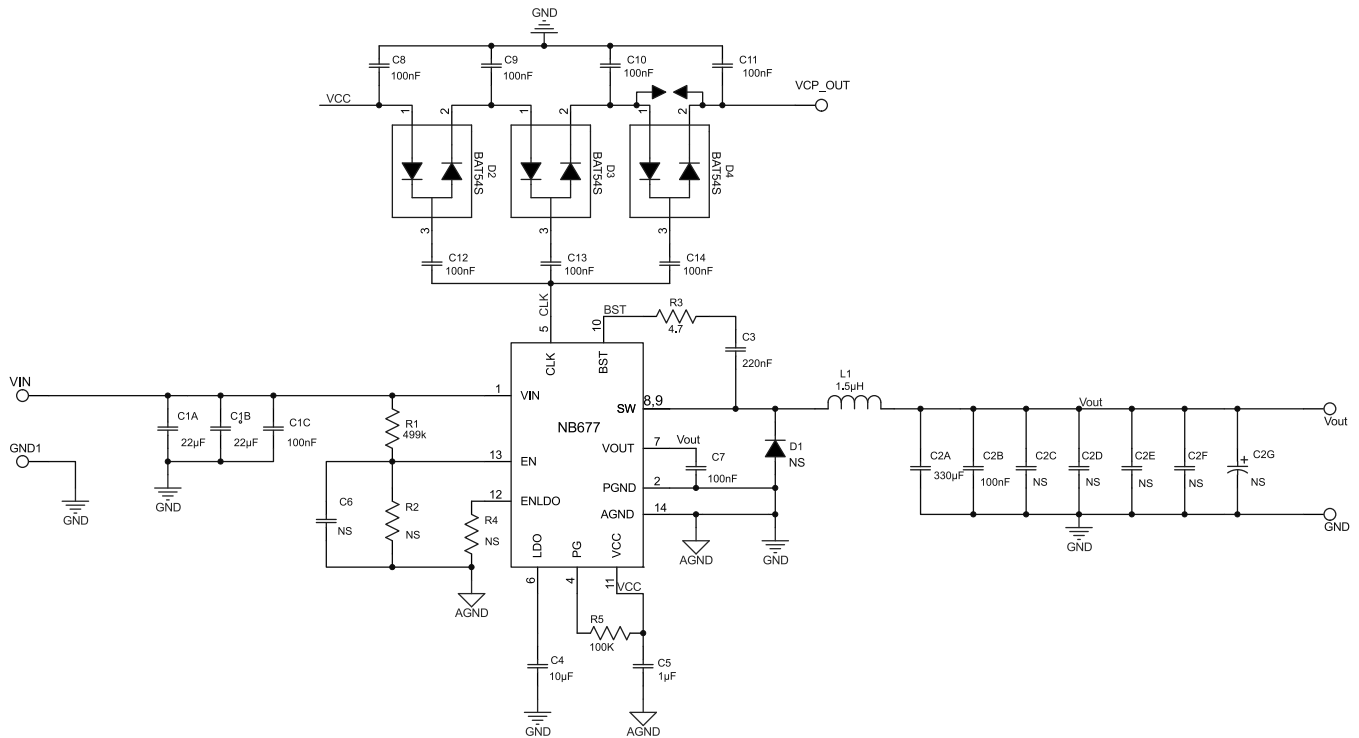 GND
C8
100nF
C9
100nF
C10
100nF
C11
100nF
VCC
VCP_OUT
1
2
1
2
1
2
D2
BAT54S
D3
BAT54S
D4
BAT54S
3
3
3
C12
100nF
C13
100nF
C14
100nF
CLK
5
BST
10
R3
4.7
C3
220nF
CLK
BST
VIN
1
VIN
C1A
22µF
C1B
22µF
C1C
100nF
R1
499k
GND1
GND
GND
NB677
SW
8,9
L1
1.5µH
Vout
Vout
VOUT
7
Vout
C7
100nF
D1
NS
PGND
2
AGND
14
AGND
GND
13
EN
12
ENLDO
C6
NS
R2
NS
R4
NS
AGND
LDO
PG
VCC
6
4
11
VCC
R5
100K
C4
10µF
GND
C5
1µF
AGND
C2A
330µF
C2B
100nF
C2C
NS
C2D
NS
C2E
NS
C2F
NS
+
C2G
NS
GND
GND